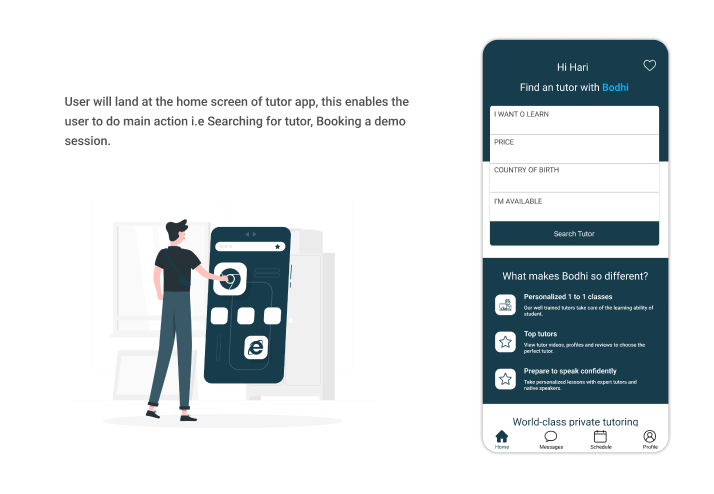 User will land at the home screen of tutor app, this enables the
user to do main action i.e Searching for tutor, Booking a demo
session.
Hi Hari
Find an tutor with Bodhi
I WANT O LEARN
PRICE
COUNTRY OF BIRTH
I'M AVAILABLE
Search Tutor
What makes Bodhi so different?
Personalized 1 to 1 classes
Our well trained tutors take care of the learning ability of
student.
Top tutors
View tutor videos, profiles and reviews to choose the
perfect tutor.
Prepare to speak confidently
Take personalized lessons with expert tutors and
native speakers.
World-class private tutoring
Home
Messages
Schedule
Profile